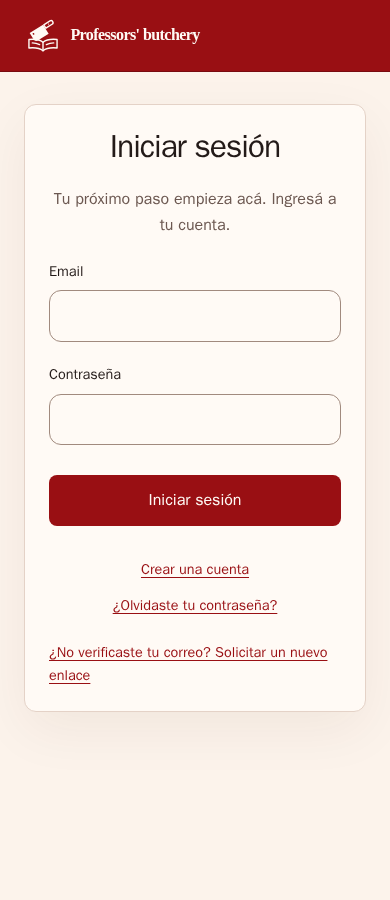 Professors' butchery
Iniciar sesión
Tu próximo paso empieza acá. Ingresá a
tu cuenta.
Email
Contraseña
Iniciar sesión
Crear una cuenta
¿Olvidaste tu contraseña?
¿No verificaste tu correo? Solicitar un nuevo
enlace